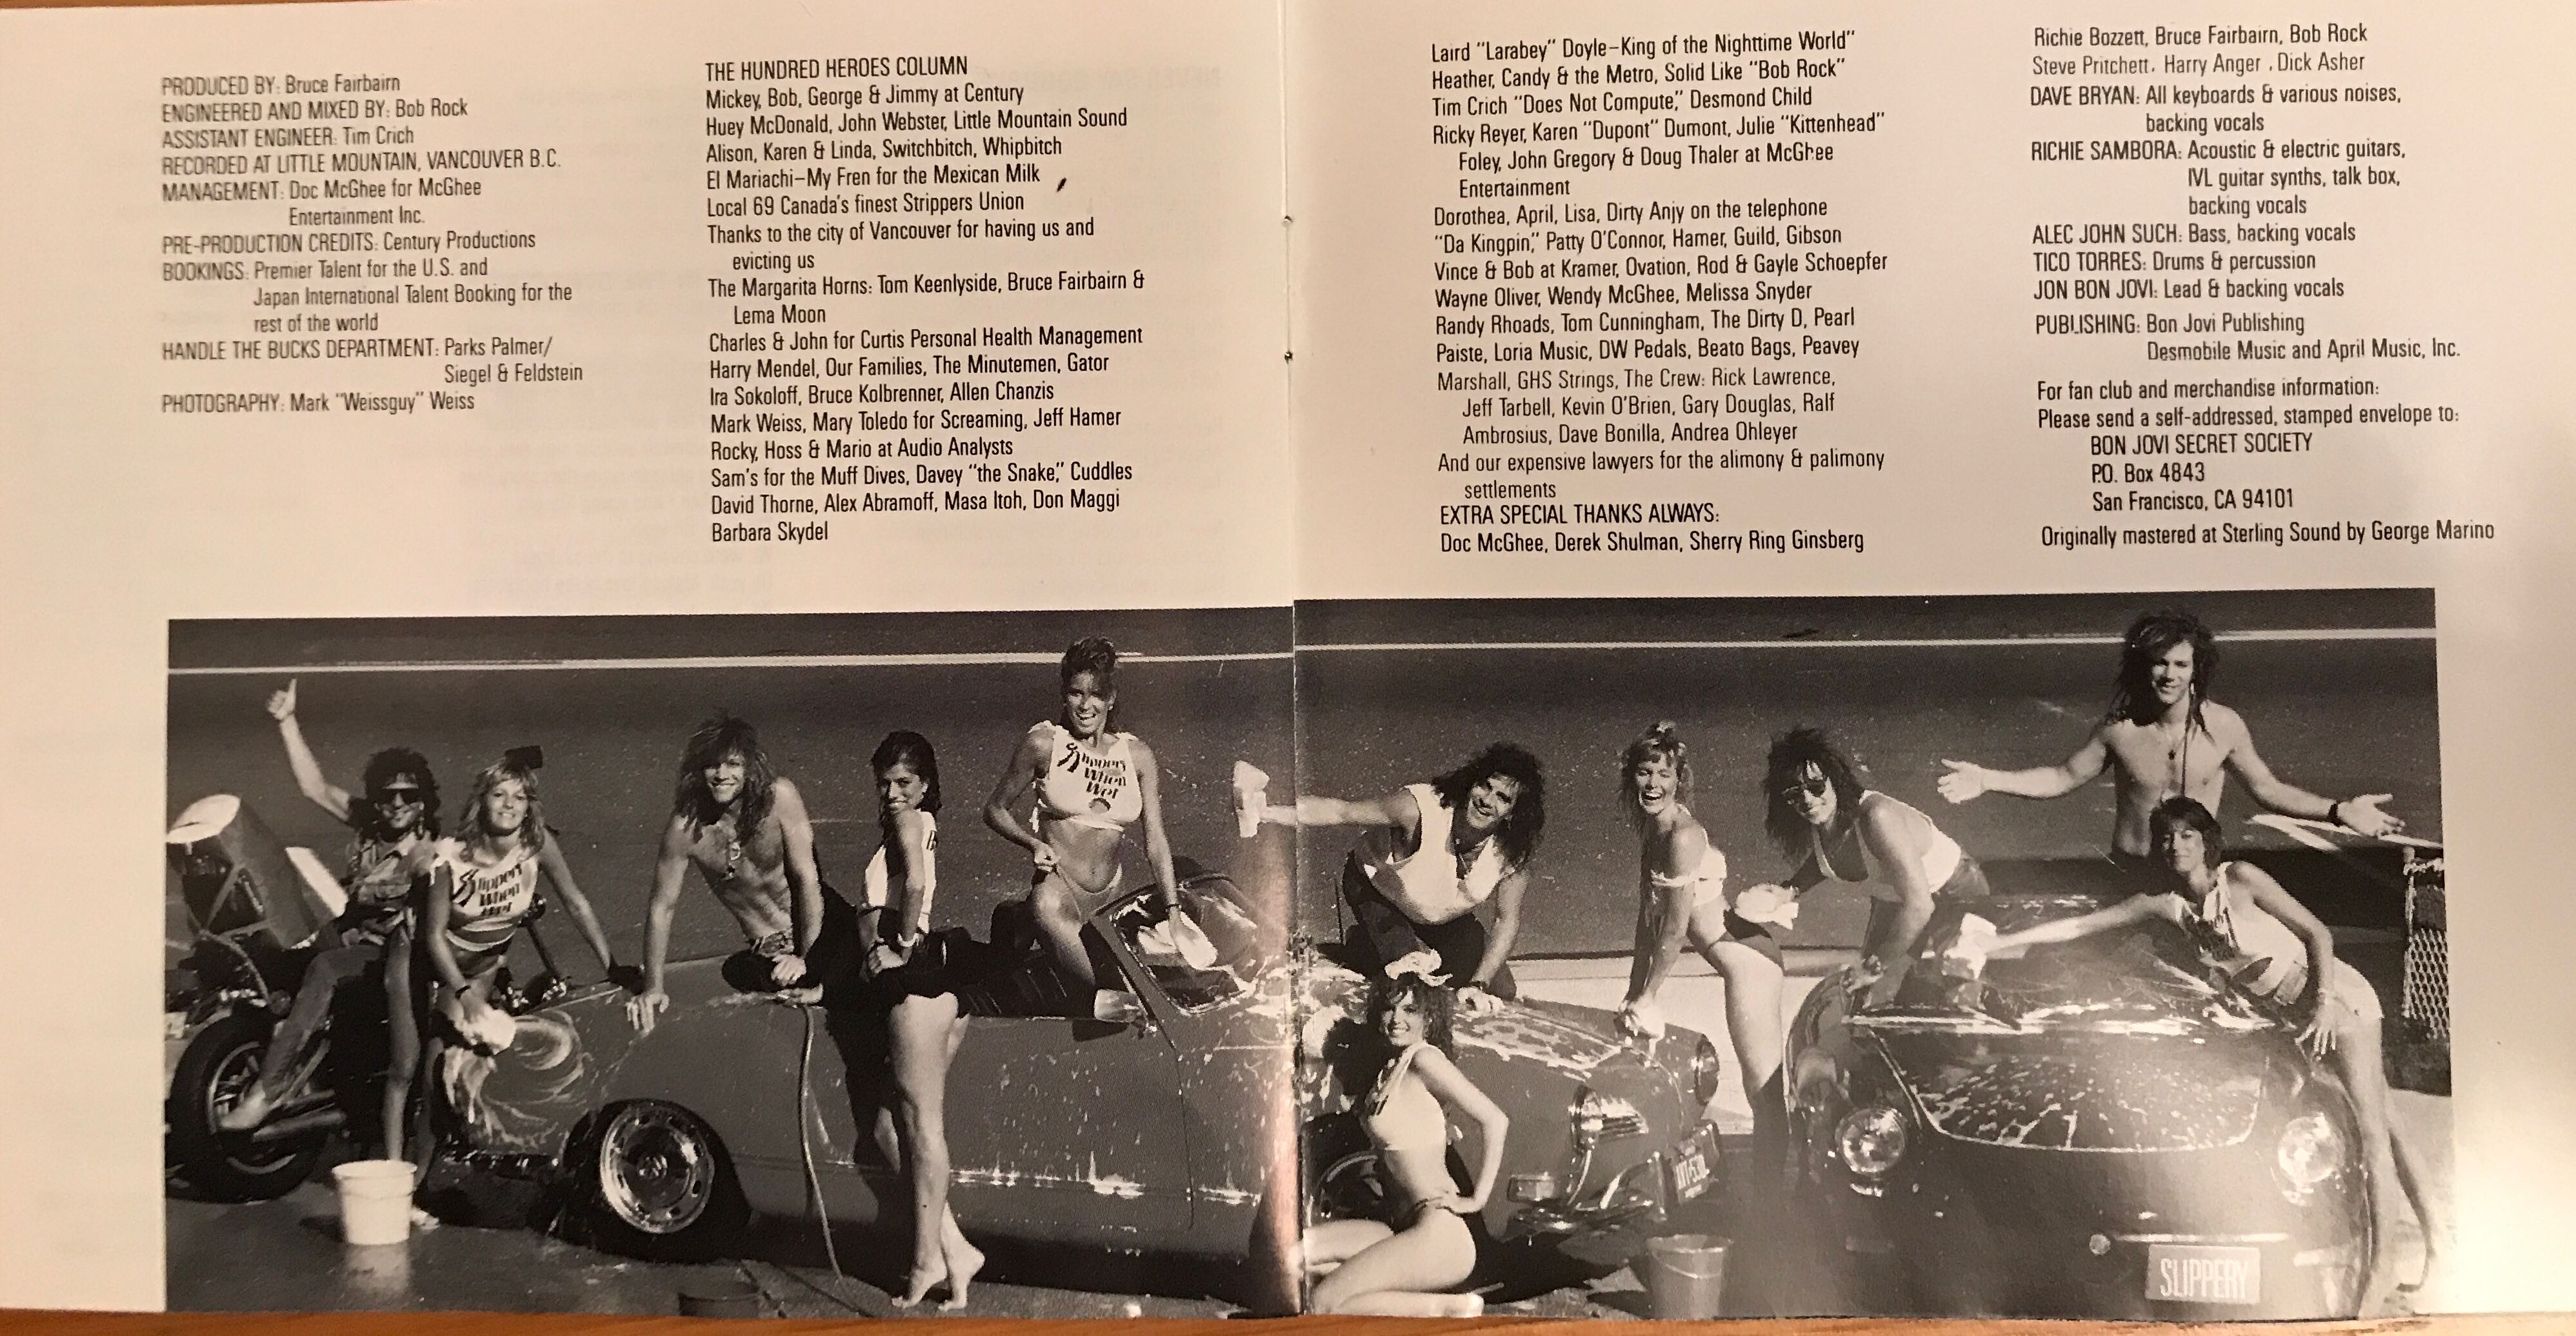 PRODUCED BY: Bruce Fairbairn
ENGINEERED AND MIXED BY: Bob Rock
ASSISTANT ENGINEER: Tim Crich
RECORDED AT LITTLE MOUNTAIN, VANCOUVER B.C.
MANAGEMENT: Doc McGhee for McGhee
Entertainment Inc.
PRE-PRODUCTION CREDITS: Century Productions
BOOKINGS: Premier Talent for the U.S. and
Japan International Talent Booking for the
rest of the world
HANDLE THE BUCKS DEPARTMENT: Parks Palmer/
Siegel & Feldstein
PHOTOGRAPHY: Mark "Weissguy" Weiss
THE HUNDRED HEROES COLUMN
Mickey, Bob, George & Jimmy at Century
Huey McDonald, John Webster, Little Mountain Sound
Alison, Karen & Linda, Switchbitch, Whipbitch
El Mariachi–My Fren for the Mexican Milk
Local 69 Canada's finest Strippers Union
Thanks to the city of Vancouver for having us and
evicting us
The Margarita Horns: Tom Keenlyside, Bruce Fairbairn &
Lema Moon
Charles & John for Curtis Personal Health Management
Harry Mendel, Our Families, The Minutemen, Gator
Ira Sokoloff, Bruce Kolbrenner, Allen Chanzis
Mark Weiss, Mary Toledo for Screaming, Jeff Hamer
Rocky, Hoss & Mario at Audio Analysts
Sam's for the Muff Dives, Davey "the Snake," Cuddles
David Thorne, Alex Abramoff, Masa Itoh, Don Maggi
Barbara Skydel
Laird "Larabey" Doyle–King of the Nighttime World"
Heather, Candy & the Metro, Solid Like "Bob Rock"
Tim Crich "Does Not Compute," Desmond Child
Ricky Reyer, Karen "Dupont" Dumont, Julie "Kittenhead"
Foley, John Gregory & Doug Thaler at McGhee
Entertainment
Dorothea, April, Lisa, Dirty Anjy on the telephone
"Da Kingpin," Patty O'Connor, Hamer, Guild, Gibson
Vince & Bob at Kramer, Ovation, Rod & Gayle Schoepfer
Wayne Oliver, Wendy McGhee, Melissa Snyder
Randy Rhoads, Tom Cunningham, The Dirty D, Pearl
Paiste, Loria Music, DW Pedals, Beato Bags, Peavey
Marshall, GHS Strings, The Crew: Rick Lawrence,
Jeff Tarbell, Kevin O'Brien, Gary Douglas, Ralf
Ambrosius, Dave Bonilla, Andrea Ohleyer
And our expensive lawyers for the alimony & palimony
settlements
EXTRA SPECIAL THANKS ALWAYS:
Doc McGhee, Derek Shulman, Sherry Ring Ginsberg
Richie Bozzett, Bruce Fairbairn, Bob Rock
Steve Pritchett, Harry Anger, Dick Asher
DAVE BRYAN: All keyboards & various noises,
backing vocals
RICHIE SAMBORA: Acoustic & electric guitars,
IVL guitar synths, talk box,
backing vocals
ALEC JOHN SUCH: Bass, backing vocals
TICO TORRES: Drums & percussion
JON BON JOVI: Lead & backing vocals
PUBLISHING: Bon Jovi Publishing
Desmobile Music and April Music, Inc.
For fan club and merchandise information:
Please send a self-addressed, stamped envelope to:
BON JOVI SECRET SOCIETY
P.O. Box 4843
San Francisco, CA 94101
Originally mastered at Sterling Sound by George Marino
Slippery
When
Wet
Slippery
When
Wet
SLIPPERY